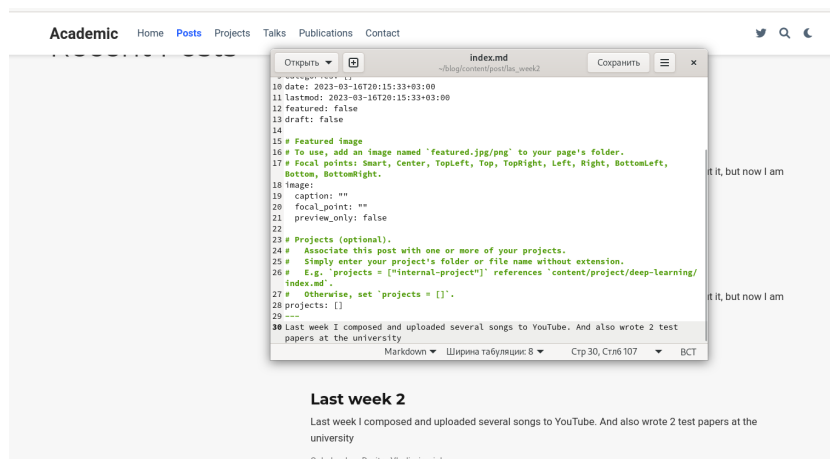 Academic
Home Posts Projects Talks Publications Contact
Recent Posts
Открыть
index.md
~/blog/content/post/las_week2
Сохранить
9 categories: []
10 date: 2023-03-16T20:15:33+03:00
11 lastmod: 2023-03-16T20:15:33+03:00
12 featured: false
13 draft: false
14
15 # Featured image
16 # To use, add an image named `featured.jpg/png` to your page's folder.
17 # Focal points: Smart, Center, TopLeft, Top, TopRight, Left, Right, BottomLeft,
Bottom, BottomRight.
18 image:
19   caption: ""
20   focal_point: ""
21   preview_only: false
22
23 # Projects (optional).
24 #   Associate this post with one or more of your projects.
25 #   Simply enter your project's folder or file name without extension.
26 #   E.g. `projects = ["internal-project"]` references `content/project/deep-learning/
index.md`.
27 #   Otherwise, set `projects = []`.
28 projects: []
29 ---
30 Last week I composed and uploaded several songs to YouTube. And also wrote 2 test
papers at the university
Markdown Ширина табуляции: 8 Стр 30, Стлб 107 ВСТ
it, but now I am
it, but now I am
Last week 2
Last week I composed and uploaded several songs to YouTube. And also wrote 2 test papers at the
university